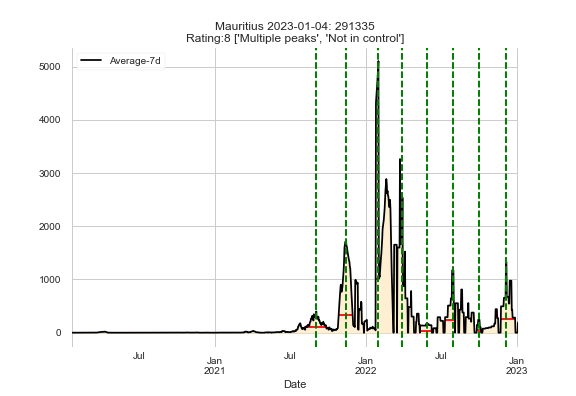 Mauritius 2023-01-04: 291335
Rating:8 ['Multiple peaks', 'Not in control']
Average-7d
5000
4000
3000
2000
1000
0
Jul
Jan
2021
Jul
Jan
2022
Jul
Jan
2023
Date